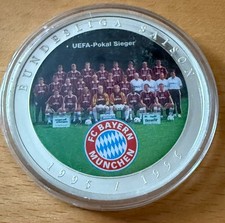 BUNDESLIGA-SAISON
UEFA-Pokal Sieger
FC BAYERN
MÜNCHEN
1995 / 1996